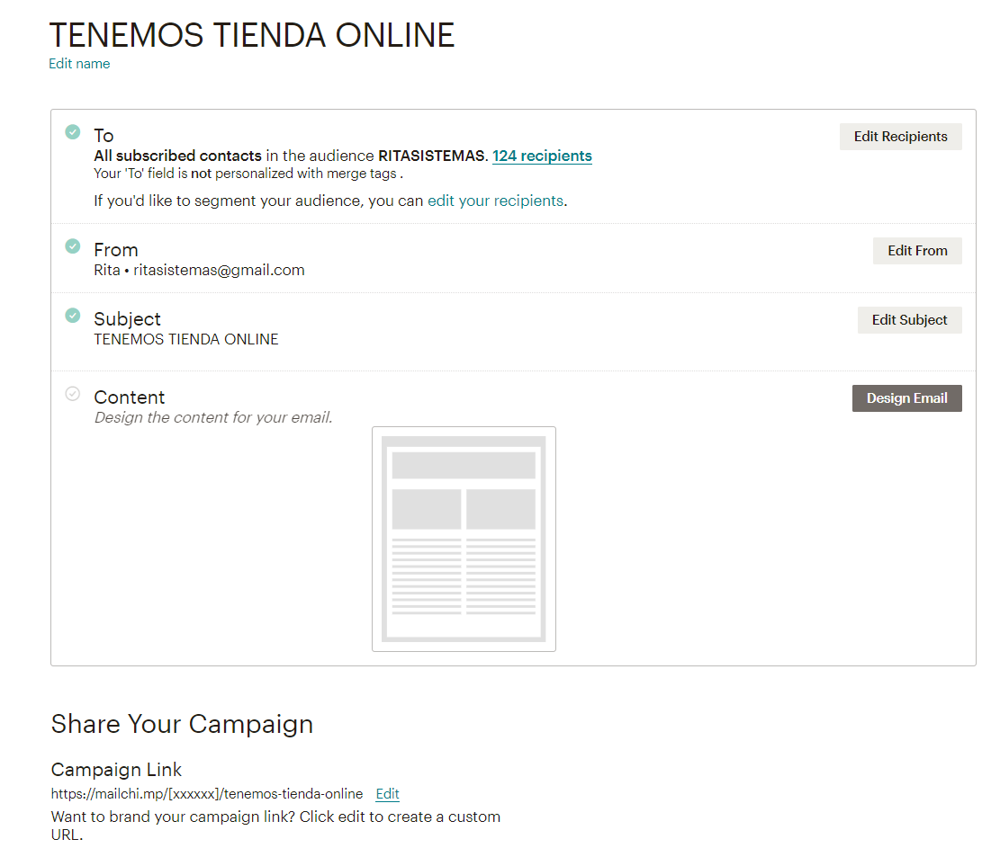 TENEMOS TIENDA ONLINE
Edit name
To
Edit Recipients
All subscribed contacts in the audience RITASISTEMAS. 124 recipients
Your 'To' field is not personalized with merge tags .
If you'd like to segment your audience, you can edit your recipients.
From
Edit From
Rita • ritasistemas@gmail.com
Subject
Edit Subject
TENEMOS TIENDA ONLINE
Content
Design Email
Design the content for your email.
Share Your Campaign
Campaign Link
https://mailchi.mp/[xxxxxx]/tenemos-tienda-online Edit
Want to brand your campaign link? Click edit to create a custom
URL.